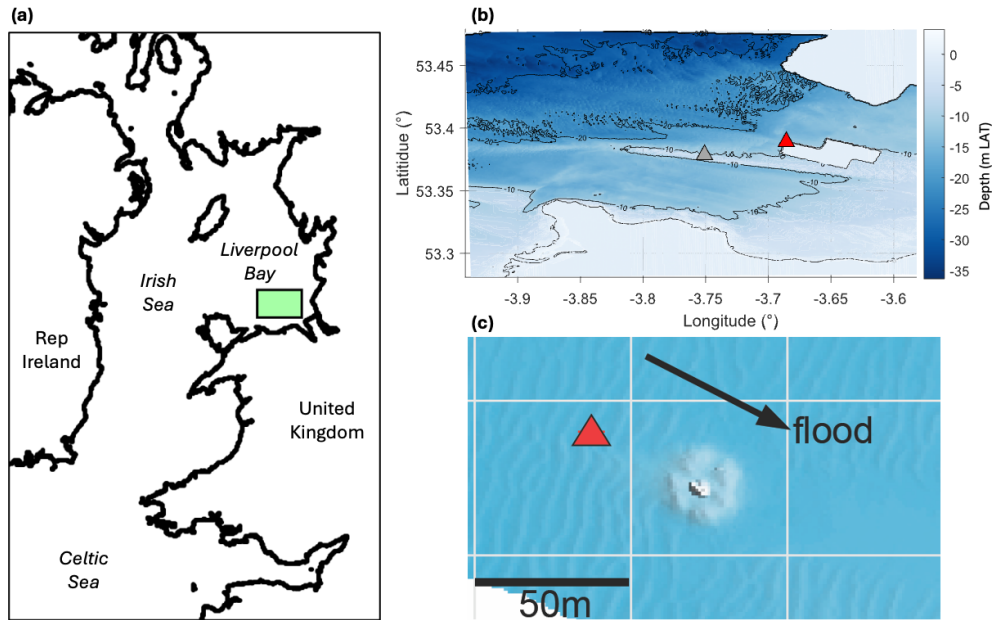 (a)
Liverpool
Bay
Irish
Sea
Rep
Ireland
United
Kingdom
Celtic
Sea
(b)
53.45
53.4
53.35
53.3
Latitidue (°)
-3.9
-3.85
-3.8
-3.75
-3.7
-3.65
-3.6
Longitude (°)
-20
-10
-10
-10
-10
-10
0
-5
-10
-15
-20
-25
-30
-35
Depth (m LAT)
(c)
flood
50m